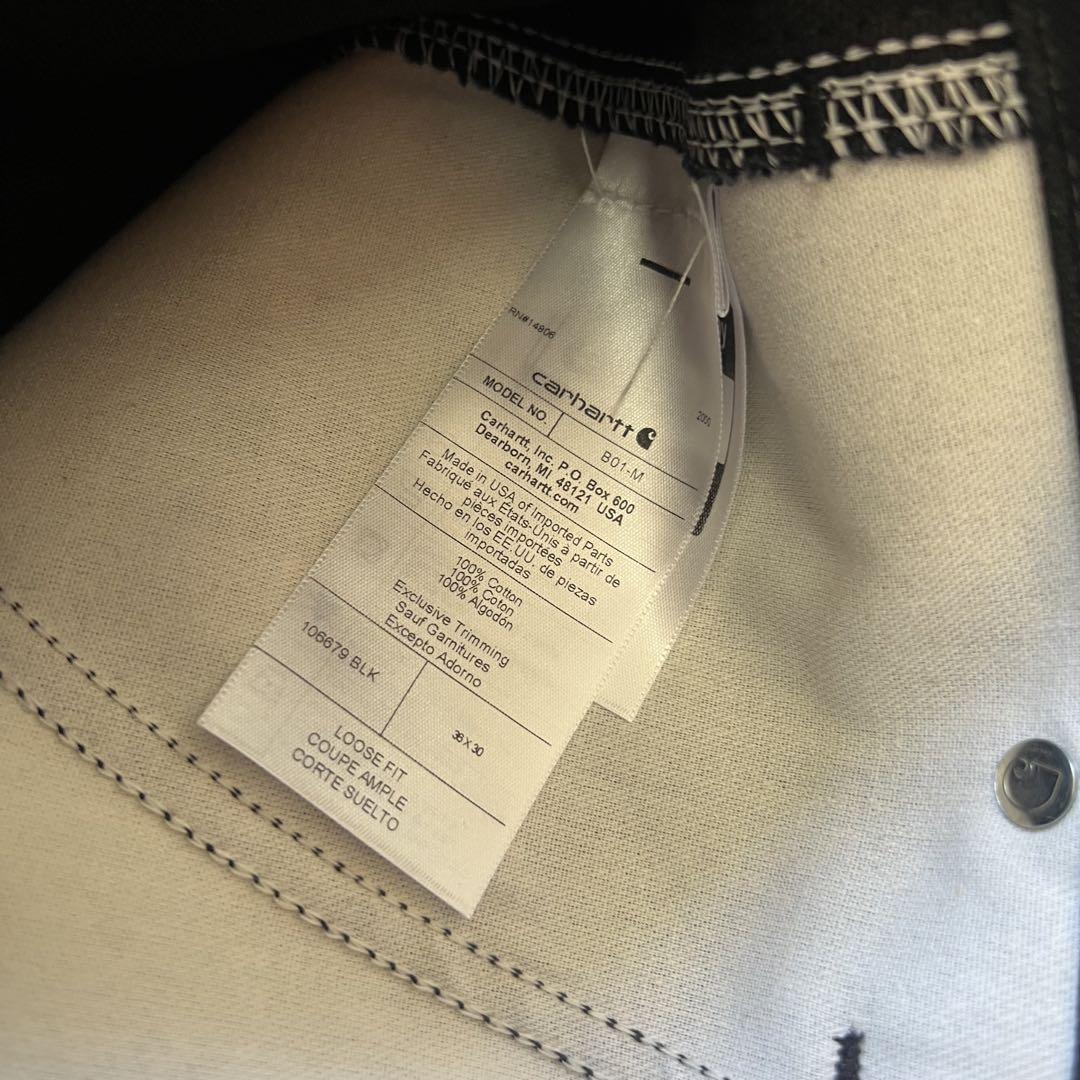 RN#14806
2000
carhartt
MODEL NO.
B01-M
Carhartt, Inc. P.O. Box 600
Dearborn, MI 48121 USA
carhartt.com
Made in USA of Imported Parts
Fabriqué aux États-Unis à partir de
pièces importées
Hecho en los EE.UU. de piezas
importadas
100% Cotton
100% Coton
100% Algodón
Exclusive Trimming
Sauf Garnitures
Excepto Adorno
106679 BLK
36 X 30
LOOSE FIT
COUPE AMPLE
CORTE SUELTO